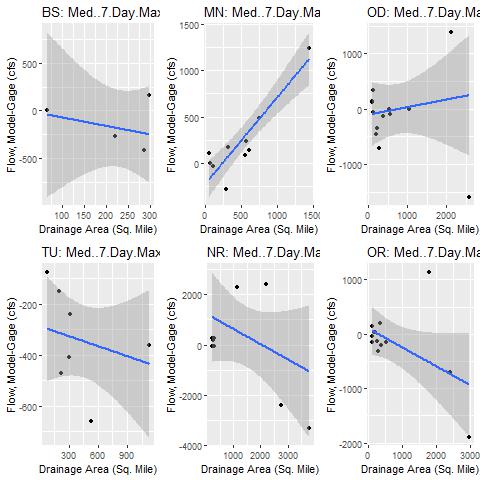 BS: Med..7.Day.Max
MN: Med..7.Day.Ma
OD: Med..7.Day.Ma
Flow, Model-Gage (cfs)
500
0
-500
Flow, Model-Gage (cfs)
1500
1000
500
0
Flow, Model-Gage (cfs)
1000
0
-1000
100 150 200 250 300
0 500 1000 1500
0 1000 2000
Drainage Area (Sq. Mile)
Drainage Area (Sq. Mile)
Drainage Area (Sq. Mile)
TU: Med..7.Day.Max
NR: Med..7.Day.Ma
OR: Med..7.Day.Ma
Flow, Model-Gage (cfs)
-200
-400
-600
Flow, Model-Gage (cfs)
2000
0
-2000
-4000
Flow, Model-Gage (cfs)
1000
0
-1000
-2000
300 600 900
0 1000 2000 3000
0 1000 2000 3000
Drainage Area (Sq. Mile)
Drainage Area (Sq. Mile)
Drainage Area (Sq. Mile)